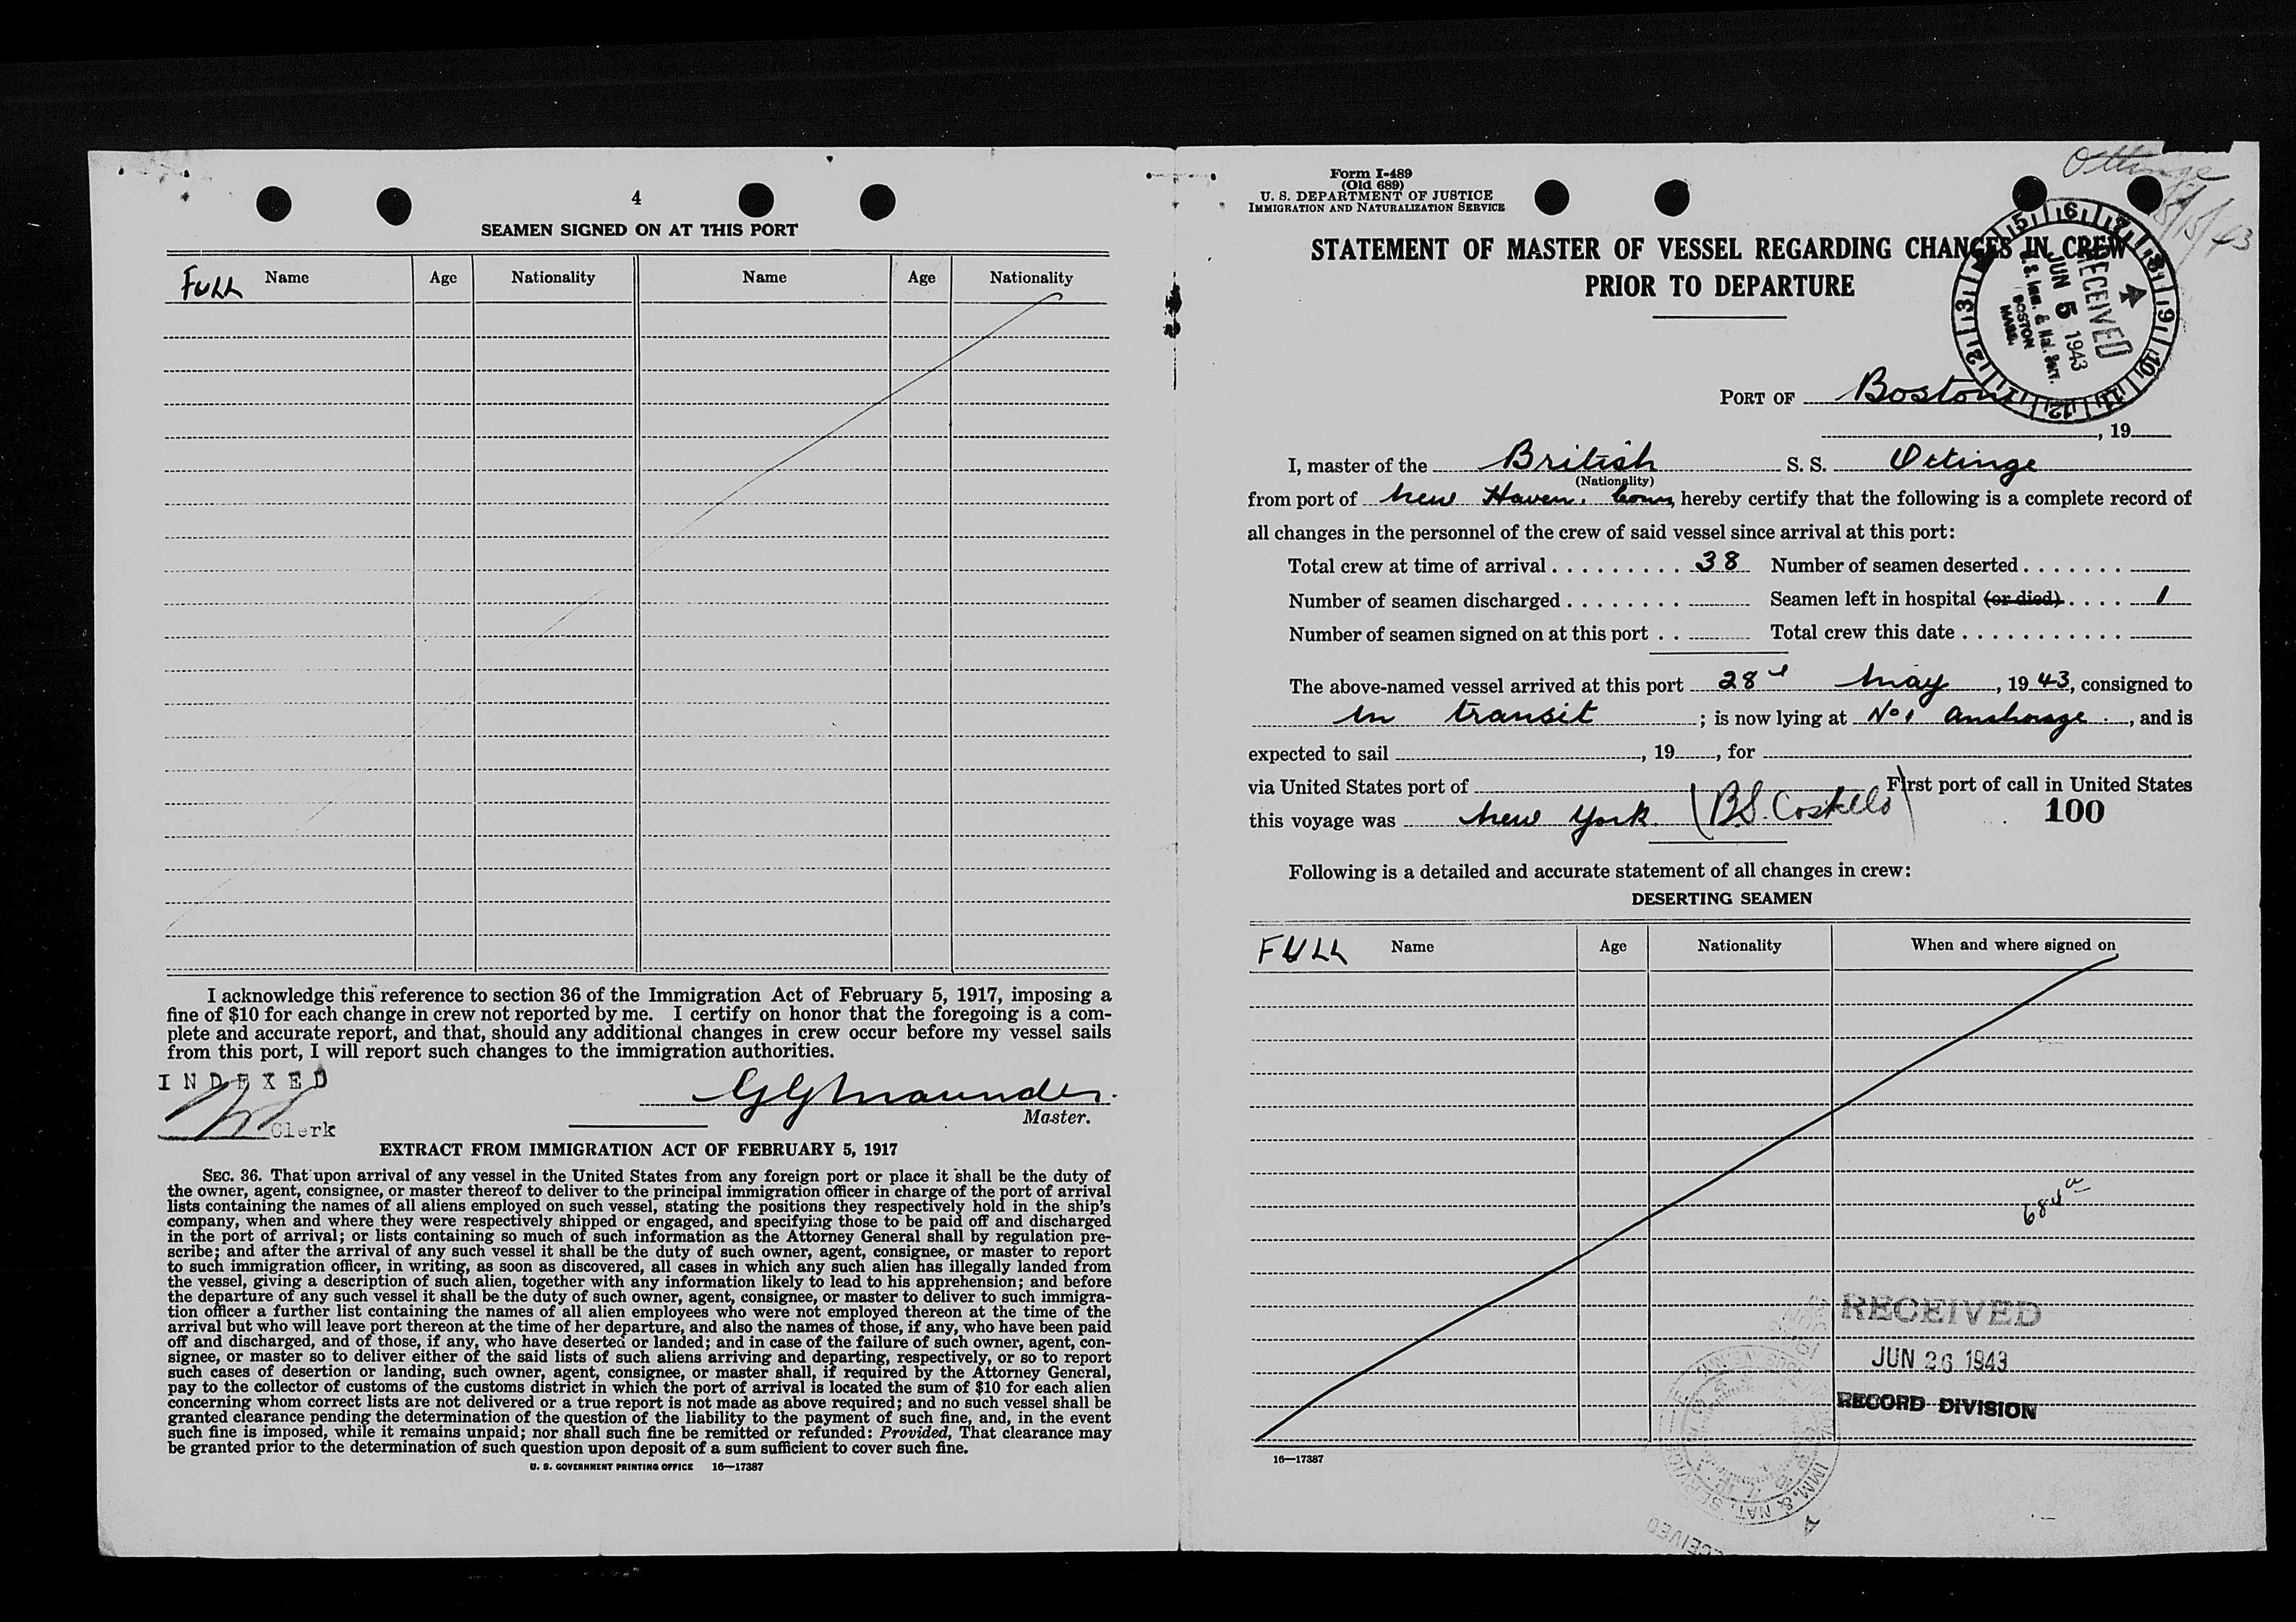 4
SEAMEN SIGNED ON AT THIS PORT
FULL Name Age Nationality Name Age Nationality
I acknowledge this reference to section 36 of the Immigration Act of February 5, 1917, imposing a
fine of $10 for each change in crew not reported by me. I certify on honor that the foregoing is a com-
plete and accurate report, and that, should any additional changes in crew occur before my vessel sails
from this port, I will report such changes to the immigration authorities.
INDEXED
GGMaunder.
Master.
Clerk
EXTRACT FROM IMMIGRATION ACT OF FEBRUARY 5, 1917
SEC. 36. That upon arrival of any vessel in the United States from any foreign port or place it shall be the duty of
the owner, agent, consignee, or master thereof to deliver to the principal immigration officer in charge of the port of arrival
lists containing the names of all aliens employed on such vessel, stating the positions they respectively hold in the ship's
company, when and where they were respectively shipped or engaged, and specifying those to be paid off and discharged
in the port of arrival; or lists containing so much of such information as the Attorney General shall by regulation pre-
scribe; and after the arrival of any such vessel it shall be the duty of such owner, agent, consignee, or master to report
to such immigration officer, in writing, as soon as discovered, all cases in which any such alien has illegally landed from
the vessel, giving a description of such alien, together with any information likely to lead to his apprehension; and before
the departure of any such vessel it shall be the duty of such owner, agent, consignee, or master to deliver to such immigra-
tion officer a further list containing the names of all alien employees who were not employed thereon at the time of the
arrival but who will leave port thereon at the time of her departure, and also the names of those, if any, who have been paid
off and discharged, and of those, if any, who have deserted or landed; and in case of the failure of such owner, agent, con-
signee, or master so to deliver either of the said lists of such aliens arriving and departing, respectively, or so to report
such cases of desertion or landing, such owner, agent, consignee, or master shall, if required by the Attorney General,
pay to the collector of customs of the customs district in which the port of arrival is located the sum of $10 for each alien
concerning whom correct lists are not delivered or a true report is not made as above required; and no such vessel shall be
granted clearance pending the determination of the question of the liability to the payment of such fine, and, in the event
such fine is imposed, while it remains unpaid; nor shall such fine be remitted or refunded: Provided, That clearance may
be granted prior to the determination of such question upon deposit of a sum sufficient to cover such fine.
U. S. GOVERNMENT PRINTING OFFICE 16—17387
Form I-489
(Old 689)
U. S. DEPARTMENT OF JUSTICE
IMMIGRATION AND NATURALIZATION SERVICE
STATEMENT OF MASTER OF VESSEL REGARDING CHANGES IN CREW
PRIOR TO DEPARTURE
RECEIVED
JUN 5 1943
U. S. Imm. & Nat. Serv.
BOSTON
MASS.
PORT OF Boston
, 19
I, master of the British S. S. Ottinge
(Nationality)
from port of New Haven. Conn, hereby certify that the following is a complete record of
all changes in the personnel of the crew of said vessel since arrival at this port:
Total crew at time of arrival . . . . . . . . . . 38 Number of seamen deserted . . . . . . .
Number of seamen discharged . . . . . . . . Seamen left in hospital (or died) . . . . 1
Number of seamen signed on at this port . . Total crew this date . . . . . . . . . . . .
The above-named vessel arrived at this port 28 May, 1943, consigned to
In transit ; is now lying at No 1 Anchorage., and is
expected to sail , 19 , for
via United States port of First port of call in United States
this voyage was New York. (B.S. Costello) 100
Following is a detailed and accurate statement of all changes in crew:
DESERTING SEAMEN
FULL Name Age Nationality When and where signed on
684a
RECEIVED
JUN 26 1943
RECORD DIVISION
16—17387